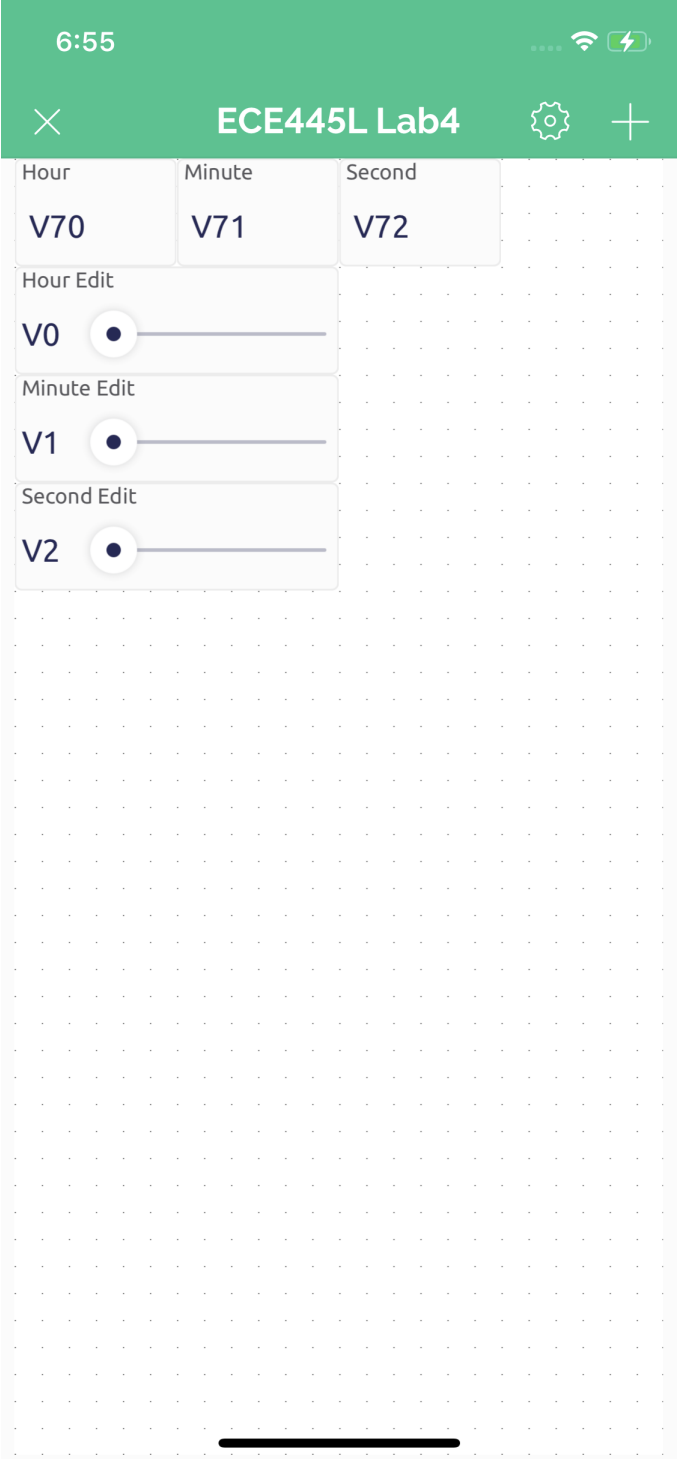 6:55
ECE445L Lab4
Hour Minute Second
V70 V71 V72
Hour Edit
V0
Minute Edit
V1
Second Edit
V2